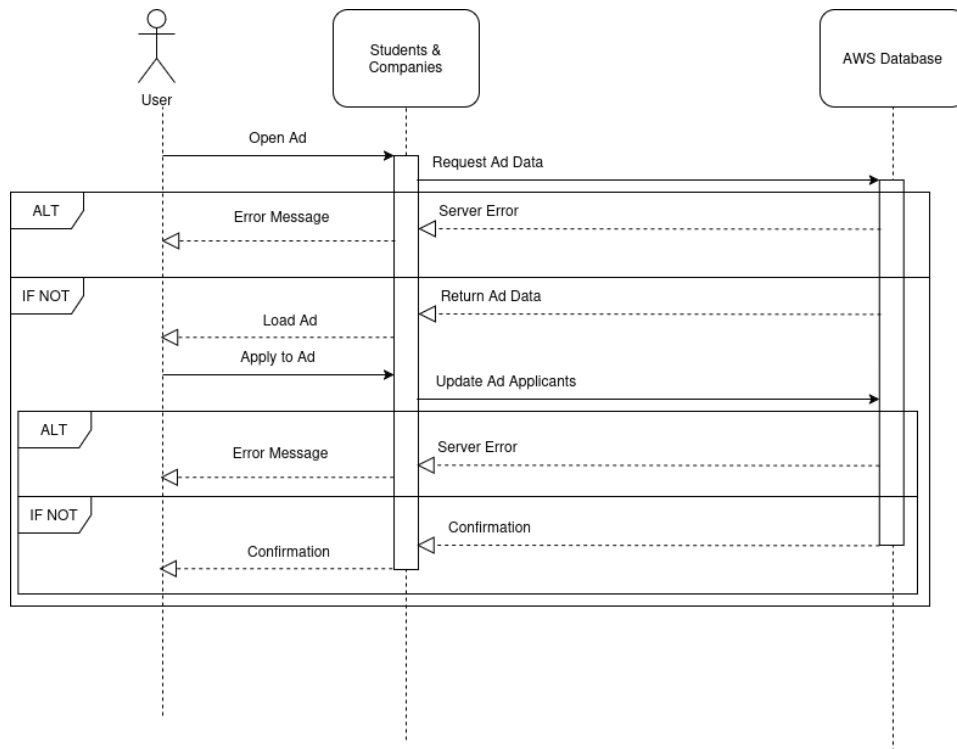 Students &
Companies
AWS Database
User
Open Ad
Request Ad Data
ALT
Server Error
Error Message
IF NOT
Return Ad Data
Load Ad
Apply to Ad
Update Ad Applicants
ALT
Server Error
Error Message
IF NOT
Confirmation
Confirmation